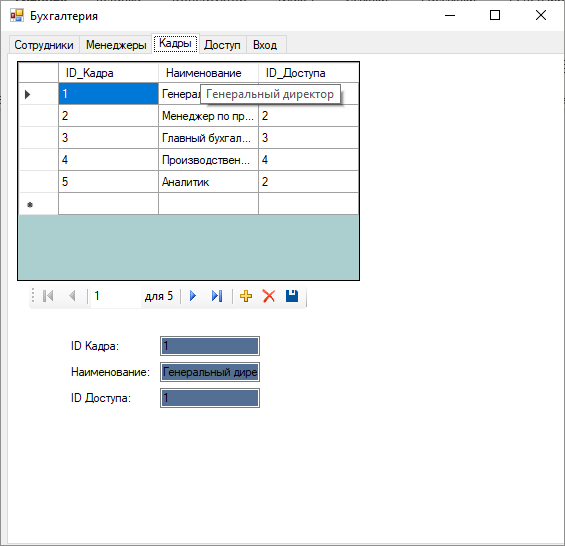 Бухгалтерия
Сотрудники Менеджеры Кадры Доступ Вход
ID_Кадра Наименование ID_Доступа
1 Генерал
Генеральный директор
2 Менеджер по пр... 2
3 Главный бухгал... 3
4 Производствен... 4
5 Аналитик 2
1 для 5
ID Кадра: 1
Наименование: Генеральный дире
ID Доступа: 1